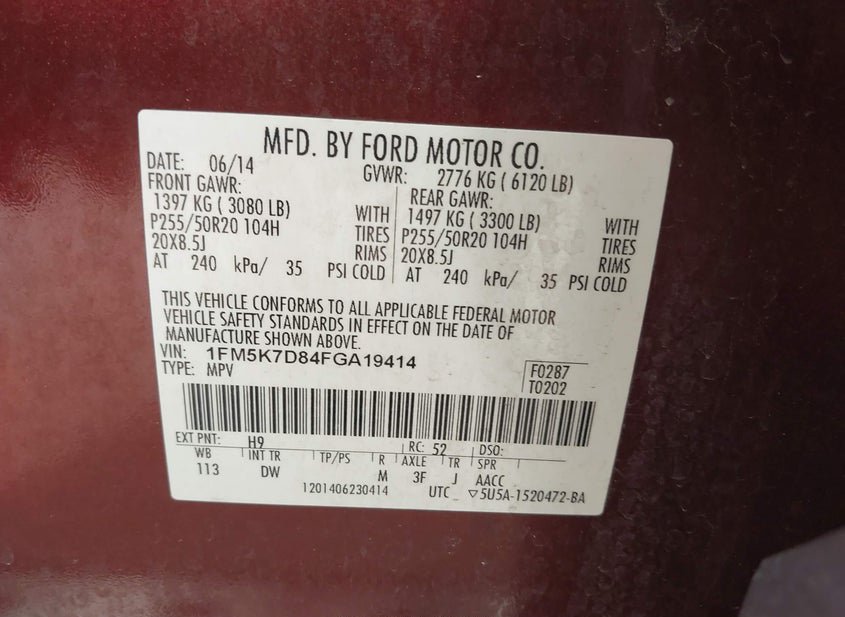 MFD. BY FORD MOTOR CO.
DATE: 06/14 GVWR: 2776 KG ( 6120 LB)
FRONT GAWR: REAR GAWR:
1397 KG ( 3080 LB) WITH 1497 KG ( 3300 LB) WITH
P255/50R20 104H TIRES P255/50R20 104H TIRES
20X8.5J RIMS 20X8.5J RIMS
AT 240 kPa/ 35 PSI COLD AT 240 kPa/ 35 PSI COLD
THIS VEHICLE CONFORMS TO ALL APPLICABLE FEDERAL MOTOR
VEHICLE SAFETY STANDARDS IN EFFECT ON THE DATE OF
MANUFACTURE SHOWN ABOVE.
VIN: 1FM5K7D84FGA19414
TYPE: MPV F0287
T0202
EXT PNT: H9 RC: 52 DSO:
WB INT TR TP/PS R AXLE TR SPR
113 DW M 3F J AACC
1201406230414 UTC ▽5U5A-1520472-BA